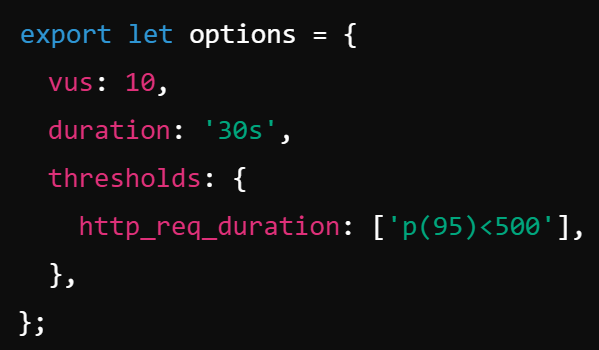 export let options = {
  vus: 10,
  duration: '30s',
  thresholds: {
    http_req_duration: ['p(95)<500'],
  },
};